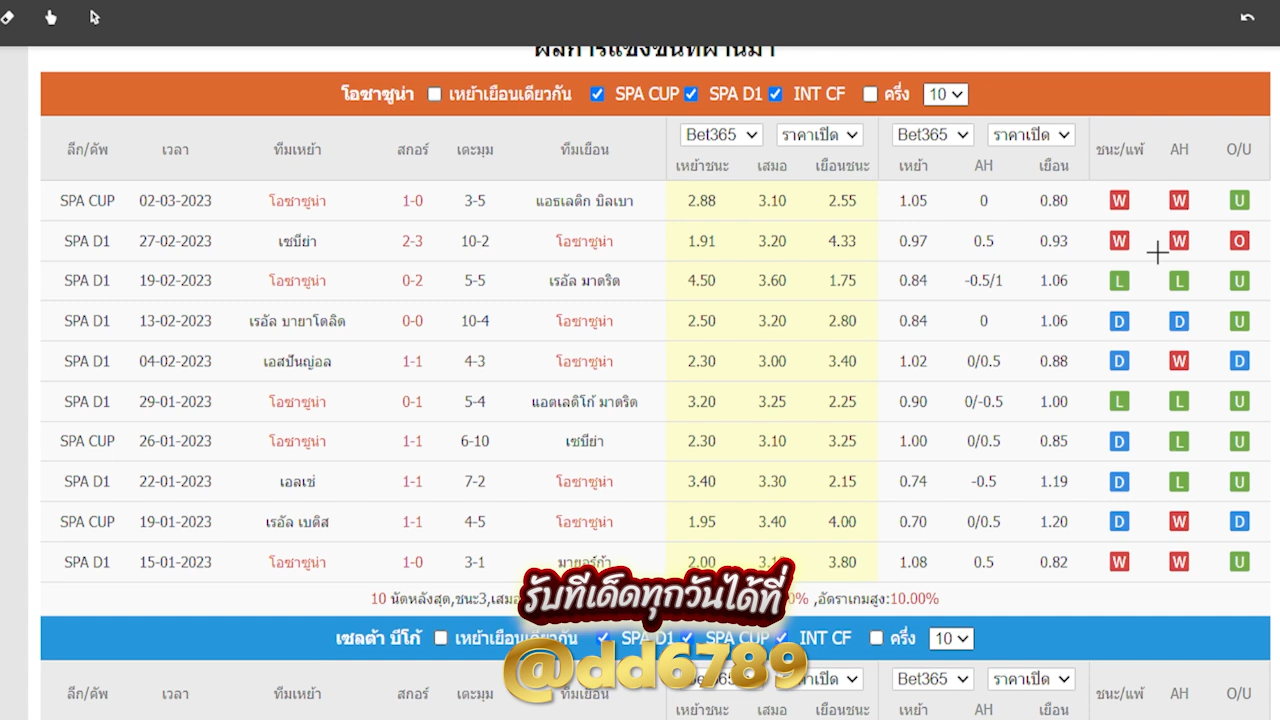 ผลการแข่งขันที่ผ่านมา
โอซาซูน่า เหย้าเยือนเดียวกัน SPA CUP SPA D1 INT CF ครึ่ง 10
Bet365 ราคาเปิด Bet365 ราคาเปิด
ลีก/คัพ เวลา ทีมเหย้า สกอร์ เตะมุม ทีมเยือน เหย้าชนะ เสมอ เยือนชนะ เหย้า AH เยือน ชนะ/แพ้ AH O/U
SPA CUP 02-03-2023 โอซาซูน่า 1-0 3-5 แอธเลติก บิลเบา 2.88 3.10 2.55 1.05 0 0.80 W W U
SPA D1 27-02-2023 เซบีย่า 2-3 10-2 โอซาซูน่า 1.91 3.20 4.33 0.97 0.5 0.93 W W O
SPA D1 19-02-2023 โอซาซูน่า 0-2 5-5 เรอัล มาดริด 4.50 3.60 1.75 0.84 -0.5/1 1.06 L L U
SPA D1 13-02-2023 เรอัล บายาโดลิด 0-0 10-4 โอซาซูน่า 2.50 3.20 2.80 0.84 0 1.06 D D U
SPA D1 04-02-2023 เอสปันญ่อล 1-1 4-3 โอซาซูน่า 2.30 3.00 3.40 1.02 0/0.5 0.88 D W D
SPA D1 29-01-2023 โอซาซูน่า 0-1 5-4 แอตเลติโก้ มาดริด 3.20 3.25 2.25 0.90 0/-0.5 1.00 L L U
SPA CUP 26-01-2023 โอซาซูน่า 1-1 6-10 เซบีย่า 2.30 3.10 3.25 1.00 0/0.5 0.85 D L U
SPA D1 22-01-2023 เอลเช่ 1-1 7-2 โอซาซูน่า 3.40 3.30 2.15 0.74 -0.5 1.19 D L U
SPA CUP 19-01-2023 เรอัล เบติส 1-1 4-5 โอซาซูน่า 1.95 3.40 4.00 0.70 0/0.5 1.20 D W D
SPA D1 15-01-2023 โอซาซูน่า 1-0 3-1 มายอร์ก้า 2.00 3.80 1.08 0.5 0.82 W W U
10 นัดหลังสุด,ชนะ3,เสมอ ,อัตราเกมสูง:10.00%
รับทีเด็ดทุกวันได้ที่
เซลต้า บีโก้ เหย้าเยือนเดียวกัน SPA D1 SPA CUP INT CF ครึ่ง 10
@dd6789
Bet365 ราคาเปิด Bet365 ราคาเปิด
ลีก/คัพ เวลา ทีมเหย้า สกอร์ เตะมุม ทีมเยือน เหย้าชนะ เสมอ เยือนชนะ เหย้า AH เยือน ชนะ/แพ้ AH O/U